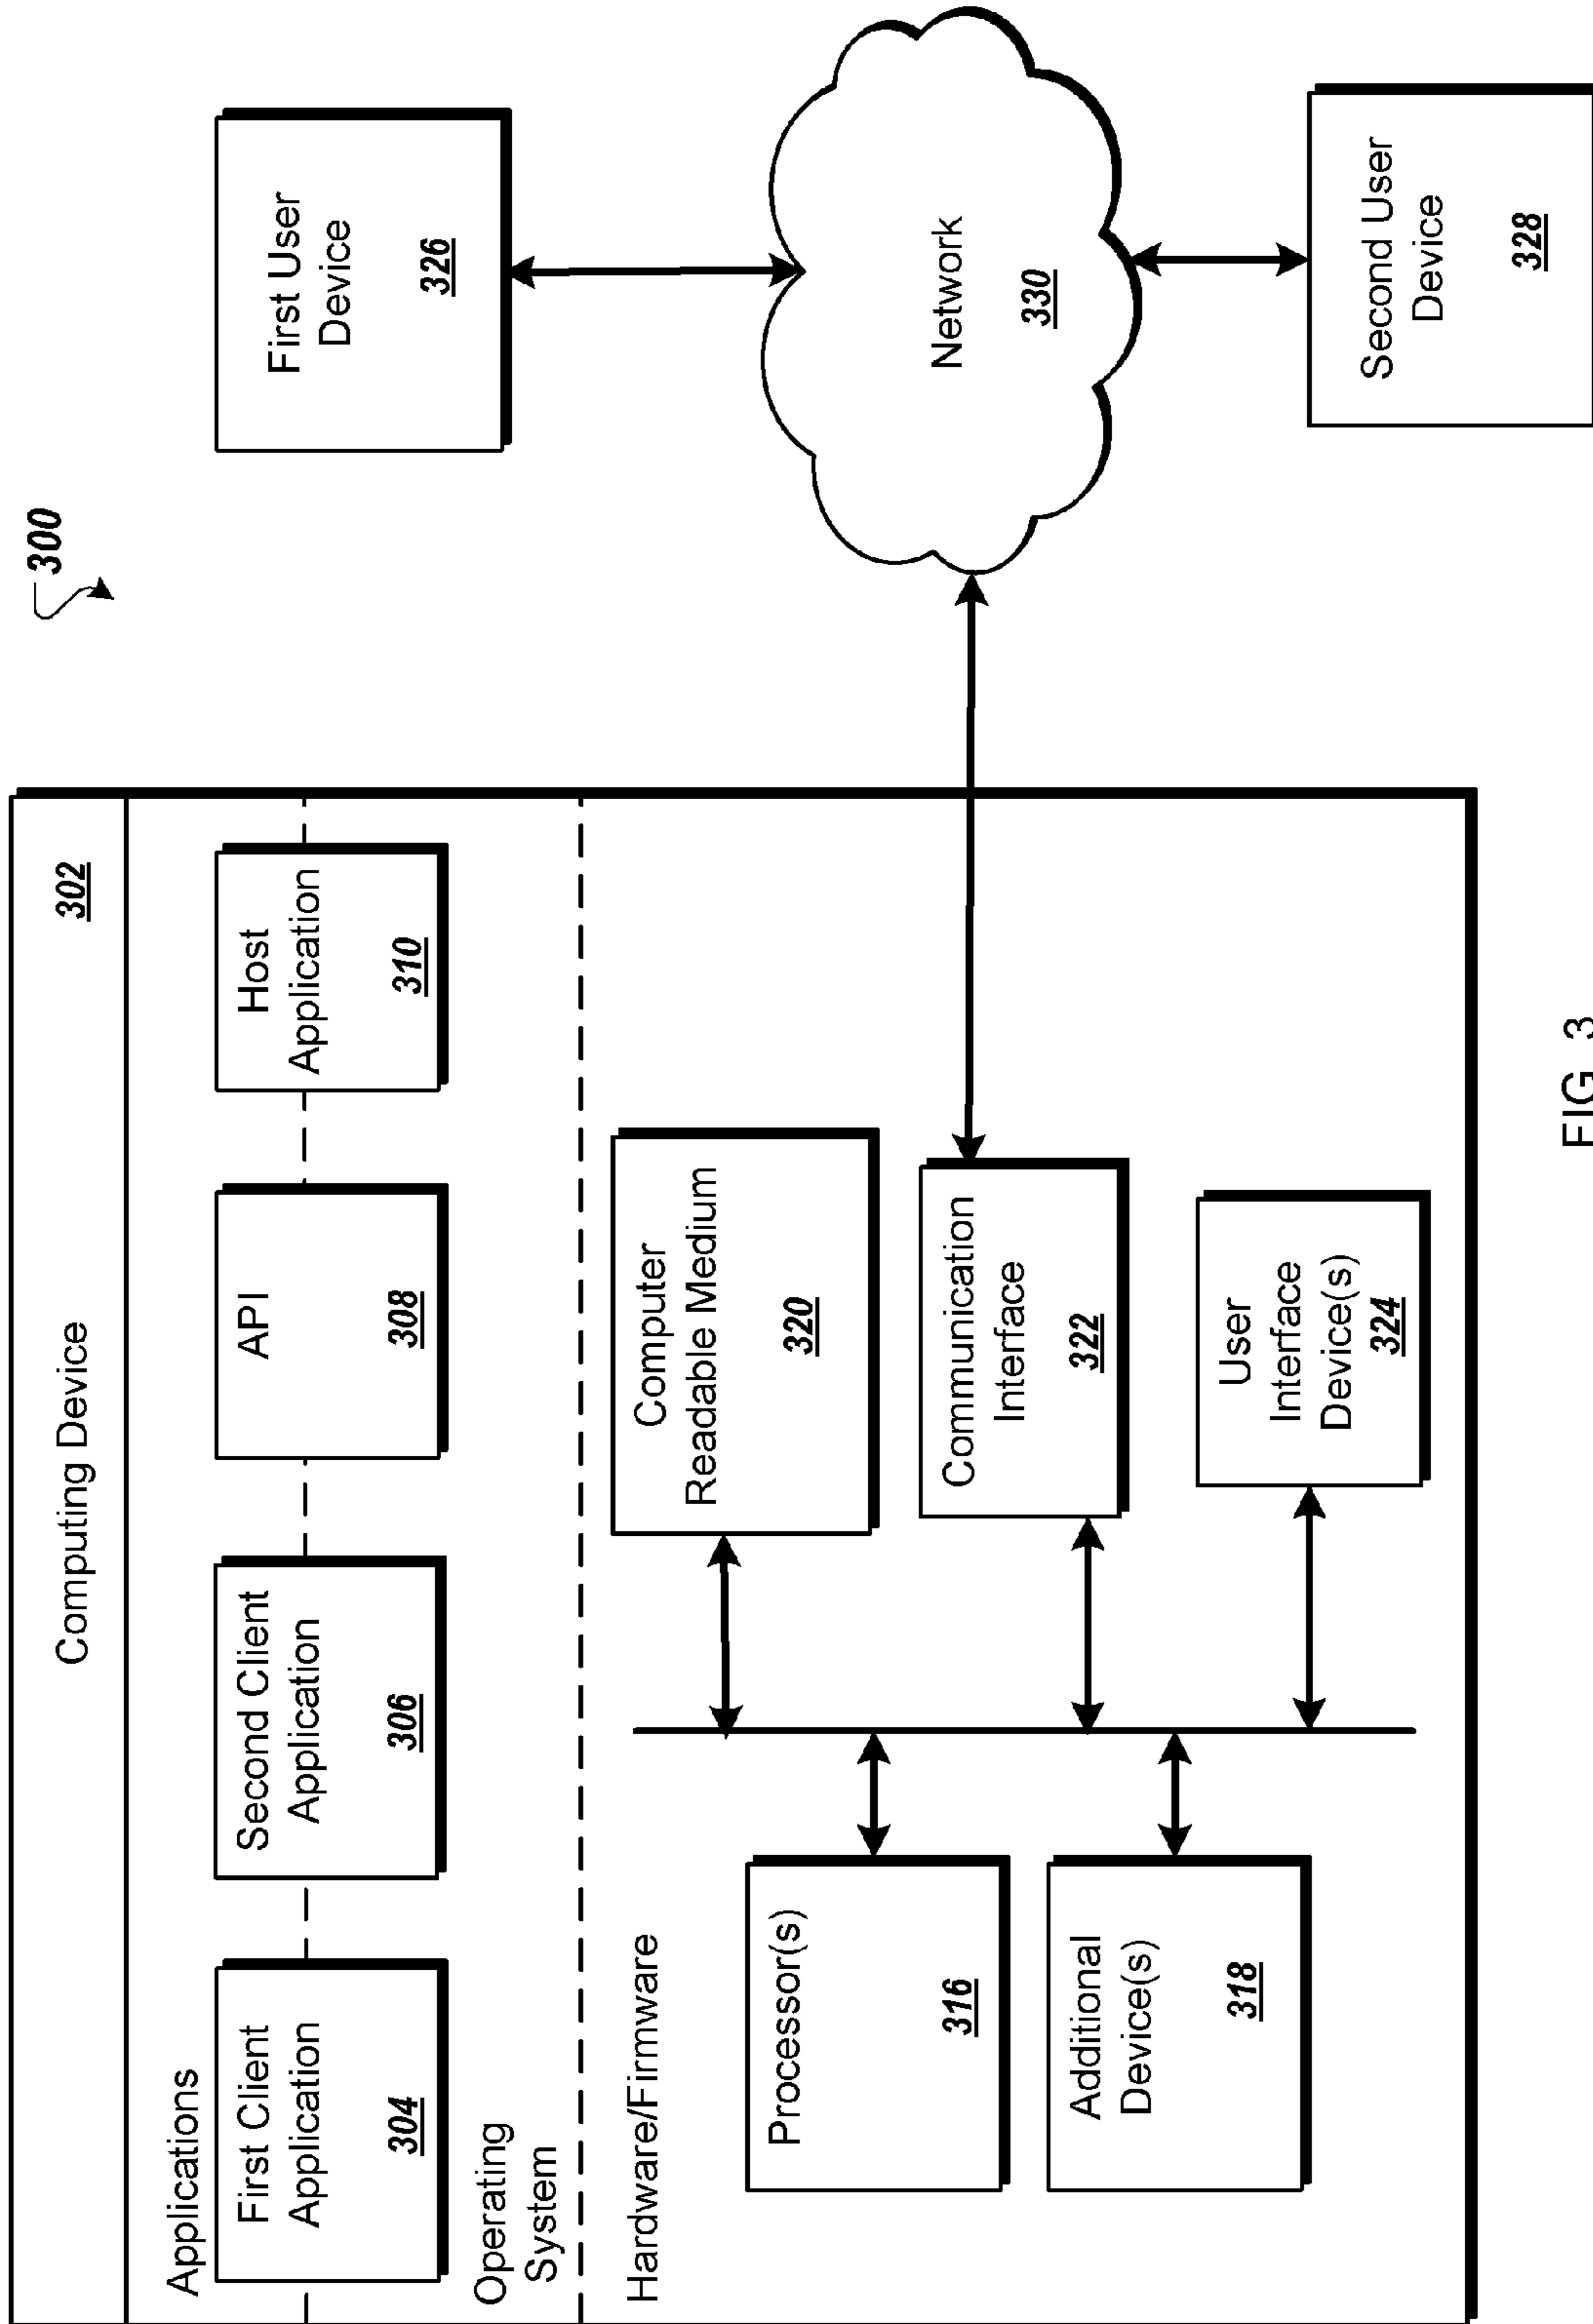 300
Computing Device
302
Applications
First Client
Application
304
Second Client
Application
306
API
308
Host
Application
310
Operating
System
Hardware/Firmware
Processor(s)
316
Additional
Device(s)
318
Computer
Readable Medium
320
Communication
Interface
322
User
Interface
Device(s)
324
First User
Device
326
Network
330
Second User
Device
328
FIG. 3